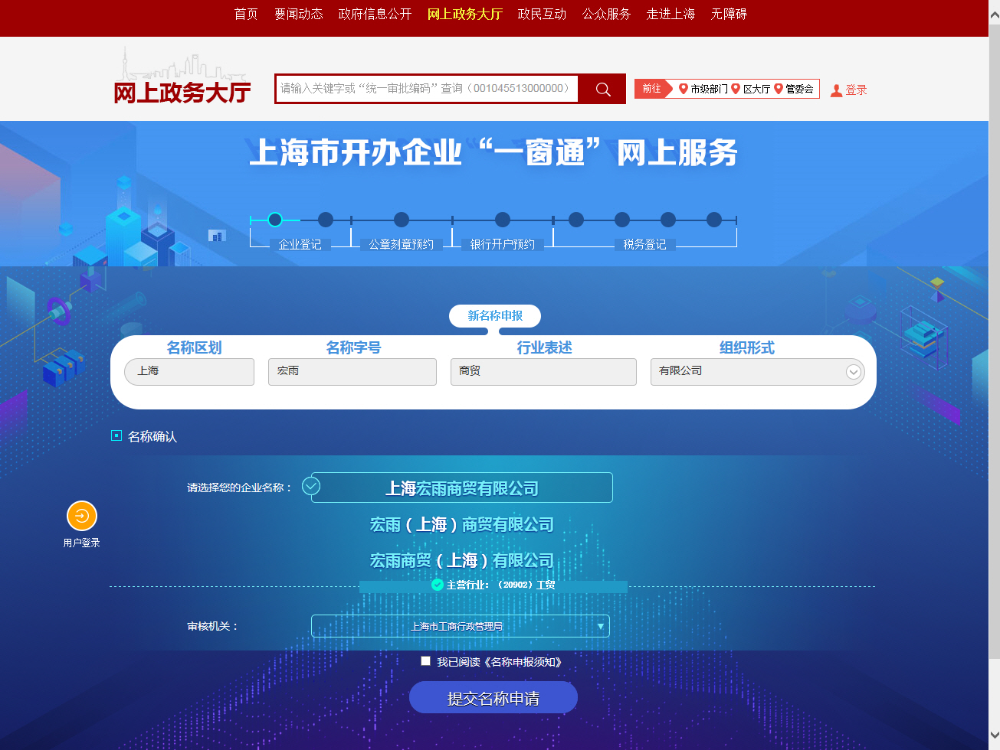 首页 要闻动态 政府信息公开 网上政务大厅 政民互动 公众服务 走进上海 无障碍
网上政务大厅
请输入关键字或“统一审批编码”查询（001045513000000）
前往 市级部门 区大厅 管委会
登录
上海市开办企业“一窗通”网上服务
企业登记 公章刻章预约 银行开户预约 税务登记
新名称申报
名称区划 名称字号 行业表述 组织形式
上海 宏雨 商贸 有限公司
名称确认
请选择您的企业名称： 上海宏雨商贸有限公司
宏雨（上海）商贸有限公司
用户登录
宏雨商贸（上海）有限公司
主营行业：（20902）工贸
审核机关： 上海市工商行政管理局
我已阅读《名称申报须知》
提交名称申请